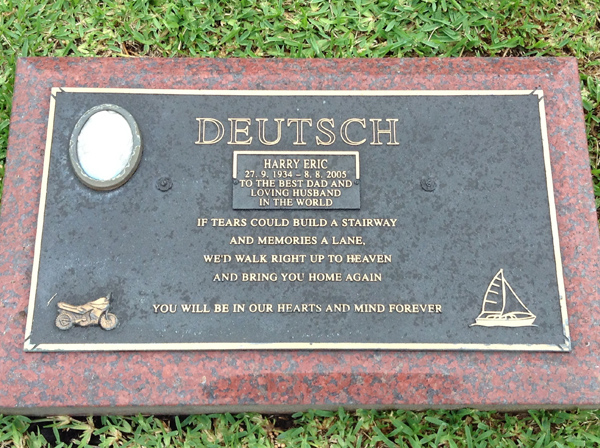 DEUTSCH
HARRY ERIC
27. 9. 1934 – 8. 8. 2005
TO THE BEST DAD AND
LOVING HUSBAND
IN THE WORLD
IF TEARS COULD BUILD A STAIRWAY
AND MEMORIES A LANE,
WE'D WALK RIGHT UP TO HEAVEN
AND BRING YOU HOME AGAIN
YOU WILL BE IN OUR HEARTS AND MIND FOREVER